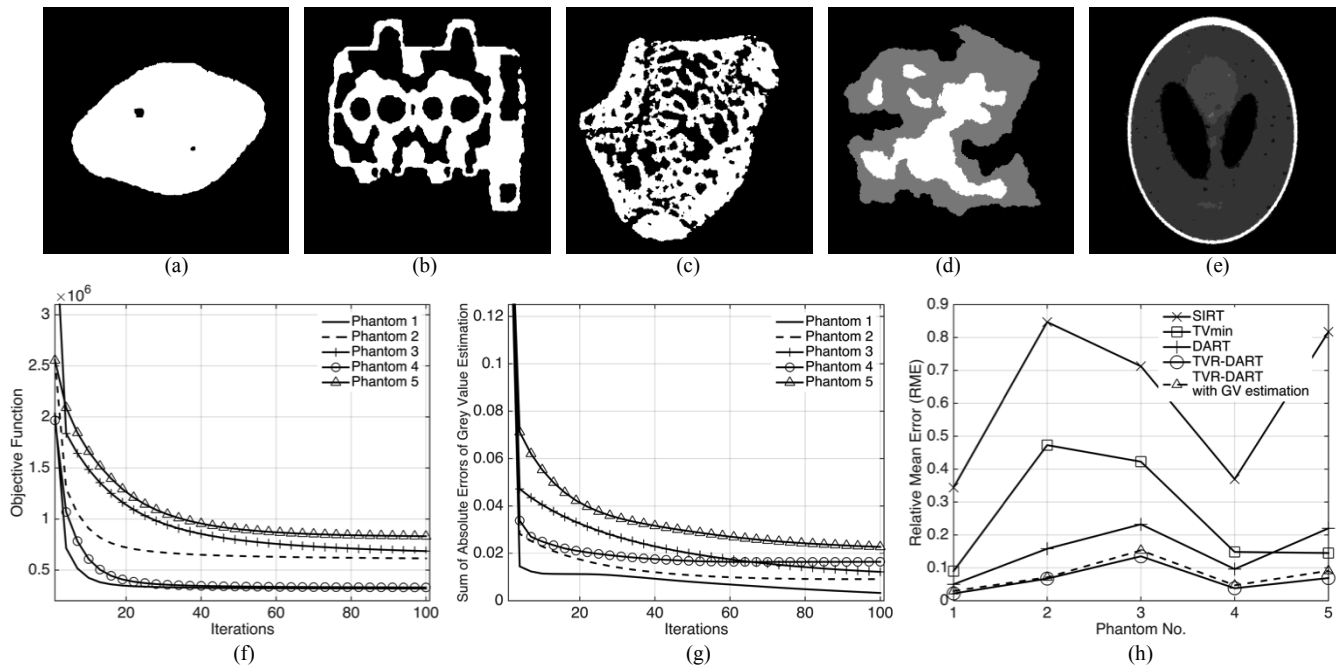 (a)
(b)
(c)
(d)
(e)
×10⁶
3
2.5
2
1.5
1
0.5
20
40
60
80
100
Objective Function
Iterations
Phantom 1
Phantom 2
Phantom 3
Phantom 4
Phantom 5
(f)
0.12
0.1
0.08
0.06
0.04
0.02
0
20
40
60
80
100
Sum of Absolute Errors of Grey Value Estimation
Iterations
Phantom 1
Phantom 2
Phantom 3
Phantom 4
Phantom 5
(g)
0.9
0.8
0.7
0.6
0.5
0.4
0.3
0.2
0.1
0
1
2
3
4
5
Relative Mean Error (RME)
Phantom No.
SIRT
TVmin
DART
TVR-DART
TVR-DART
with GV estimation
(h)